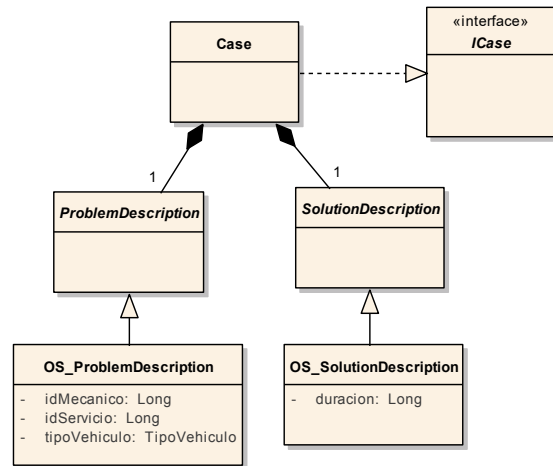 Case
«interface»
ICase
1
1
ProblemDescription
SolutionDescription
OS_ProblemDescription
- idMecanico: Long
- idServicio: Long
- tipoVehiculo: TipoVehiculo
OS_SolutionDescription
- duracion: Long